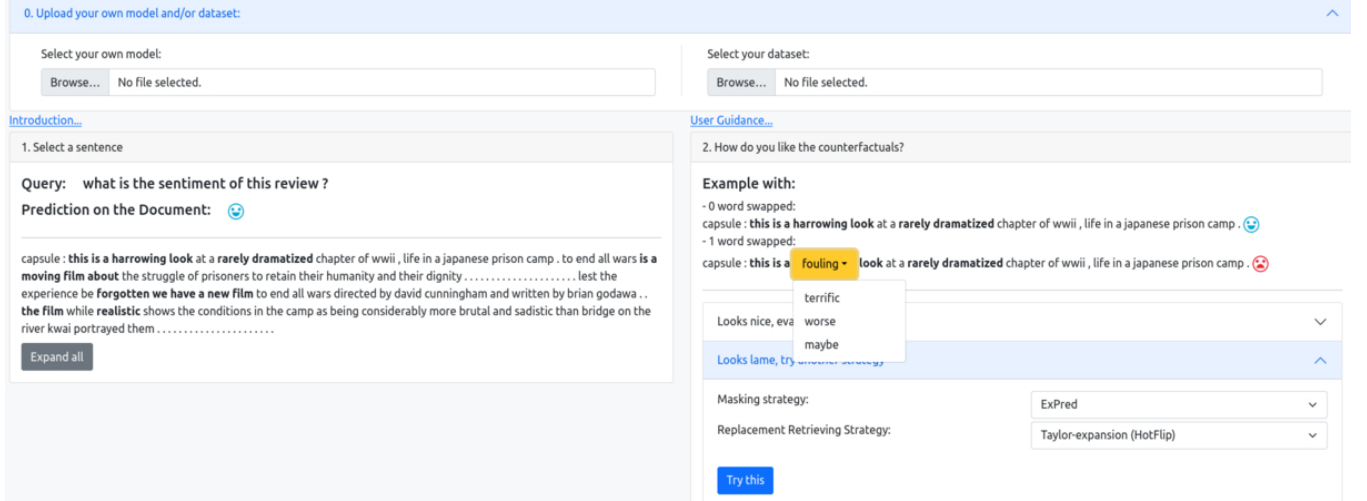 0. Upload your own model and/or dataset:
Select your own model:
Browse... No file selected.
Select your dataset:
Browse... No file selected.
Introduction...
1. Select a sentence
Query: what is the sentiment of this review ?
Prediction on the Document:
capsule : this is a harrowing look at a rarely dramatized chapter of wwii , life in a japanese prison camp . to end all wars is a
moving film about the struggle of prisoners to retain their humanity and their dignity . . . . . . . . . . . . . . . . . . . . . lest the
experience be forgotten we have a new film to end all wars directed by david cunningham and written by brian godawa . .
the film while realistic shows the conditions in the camp as being considerably more brutal and sadistic than bridge on the
river kwai portrayed them . . . . . . . . . . . . . . . . . . . . . .
Expand all
User Guidance...
2. How do you like the counterfactuals?
Example with:
- 0 word swapped:
capsule : this is a harrowing look at a rarely dramatized chapter of wwii , life in a japanese prison camp .
- 1 word swapped:
capsule : this is a fouling look at a rarely dramatized chapter of wwii , life in a japanese prison camp .
terrific
worse
maybe
Looks nice, eva
Looks lame, try another strategy
Masking strategy:
ExPred
Replacement Retrieving Strategy:
Taylor-expansion (HotFlip)
Try this